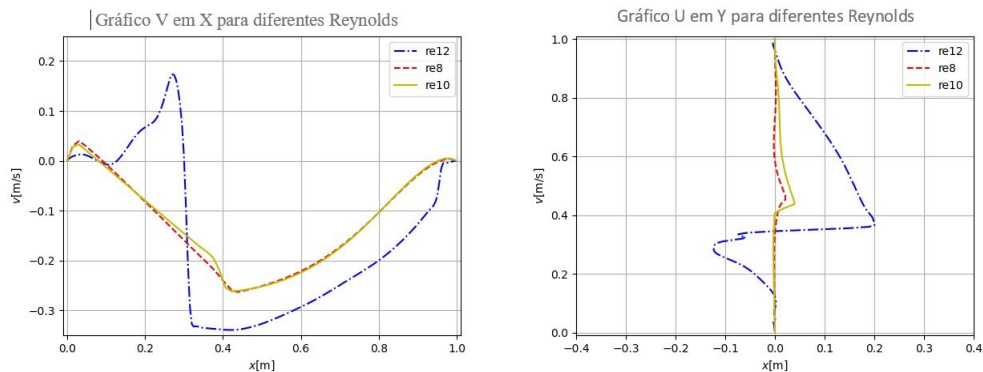 Gráfico V em X para diferentes Reynolds
re12
re8
re10
0.2
0.1
0.0
−0.1
−0.2
−0.3
v[m/s]
0.0 0.2 0.4 0.6 0.8 1.0
x[m]
Gráfico U em Y para diferentes Reynolds
re12
re8
re10
1.0
0.8
0.6
0.4
0.2
0.0
v[m/s]
−0.4 −0.3 −0.2 −0.1 0.0 0.1 0.2 0.3 0.4
x[m]